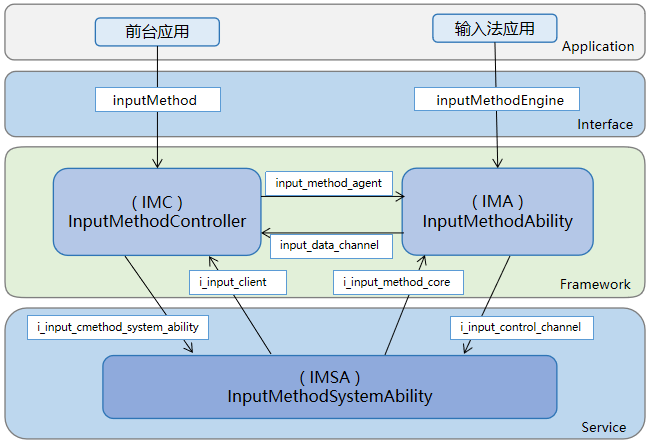 前台应用
输入法应用
Application
inputMethod
inputMethodEngine
Interface
（IMC）
InputMethodController
input_method_agent
（IMA）
InputMethodAbility
input_data_channel
i_input_client
i_input_method_core
Framework
i_input_cmethod_system_ability
i_input_control_channel
（IMSA）
InputMethodSystemAbility
Service